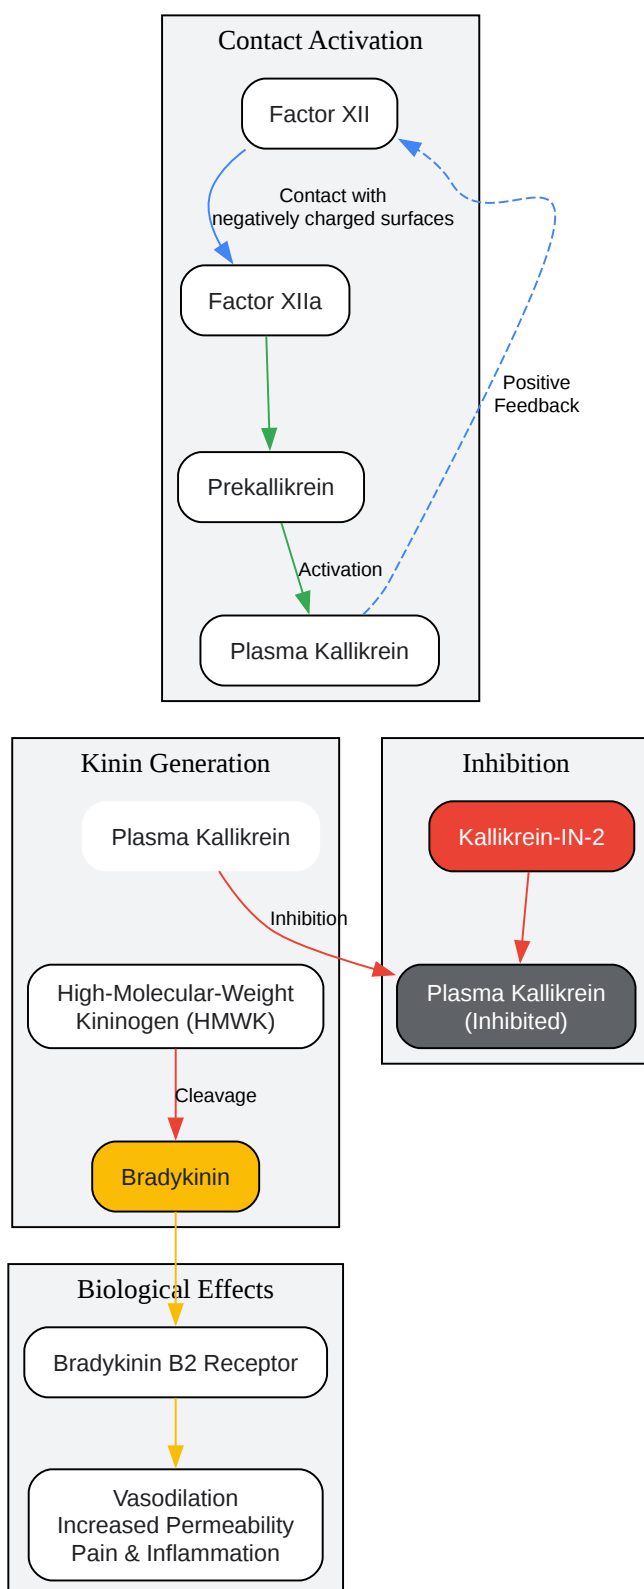 Contact Activation
Factor XII
Contact with
negatively charged surfaces
Factor XIIa
Positive
Feedback
Prekallikrein
Activation
Plasma Kallikrein
Kinin Generation
Plasma Kallikrein
Inhibition
High-Molecular-Weight
Kininogen (HMWK)
Cleavage
Bradykinin
Inhibition
Kallikrein-IN-2
Plasma Kallikrein
(Inhibited)
Biological Effects
Bradykinin B2 Receptor
Vasodilation
Increased Permeability
Pain & Inflammation